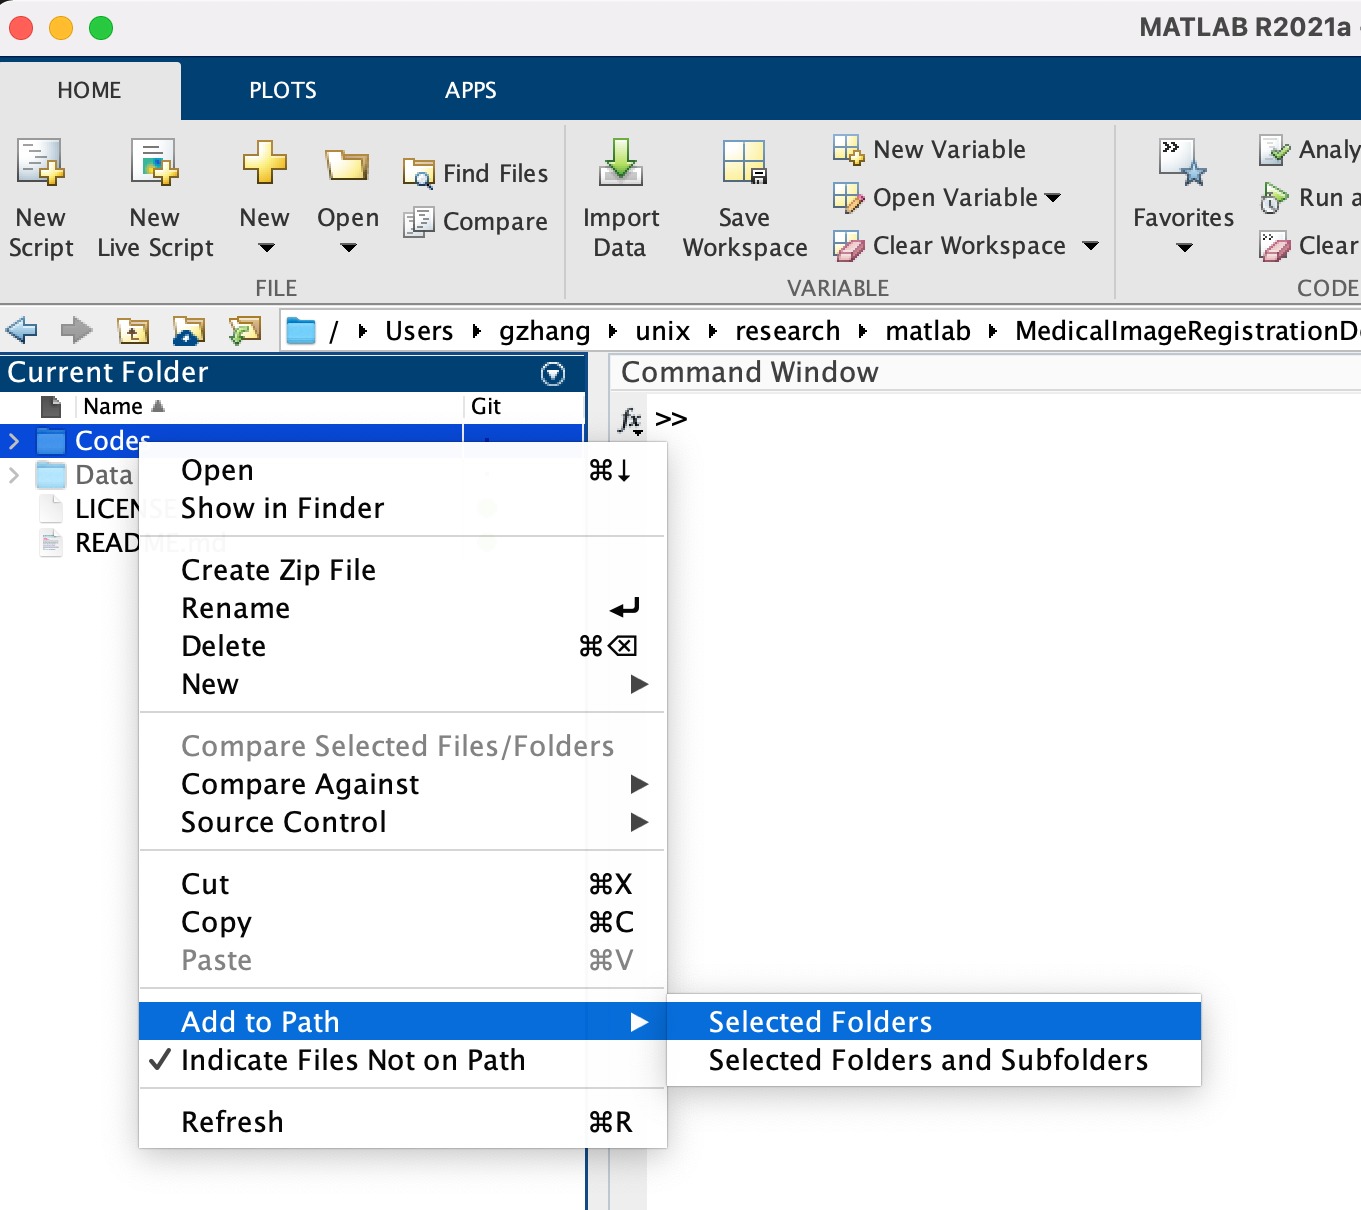 MATLAB R2021a
HOME
PLOTS
APPS
New
Script
New
Live Script
New
Open
Find Files
Compare
FILE
Import
Data
Save
Workspace
New Variable
Open Variable
Clear Workspace
VARIABLE
Favorites
Analy
Run a
Clear
CODE
/ Users gzhang unix research matlab MedicalImageRegistrationD
Current Folder
Name
Git
Codes
Data
LICENSE
README.md
Command Window
fx >>
Open ⌘↓
Show in Finder
Create Zip File
Rename
Delete ⌘⌫
New
Compare Selected Files/Folders
Compare Against
Source Control
Cut ⌘X
Copy ⌘C
Paste ⌘V
Add to Path
Indicate Files Not on Path
Refresh ⌘R
Selected Folders
Selected Folders and Subfolders